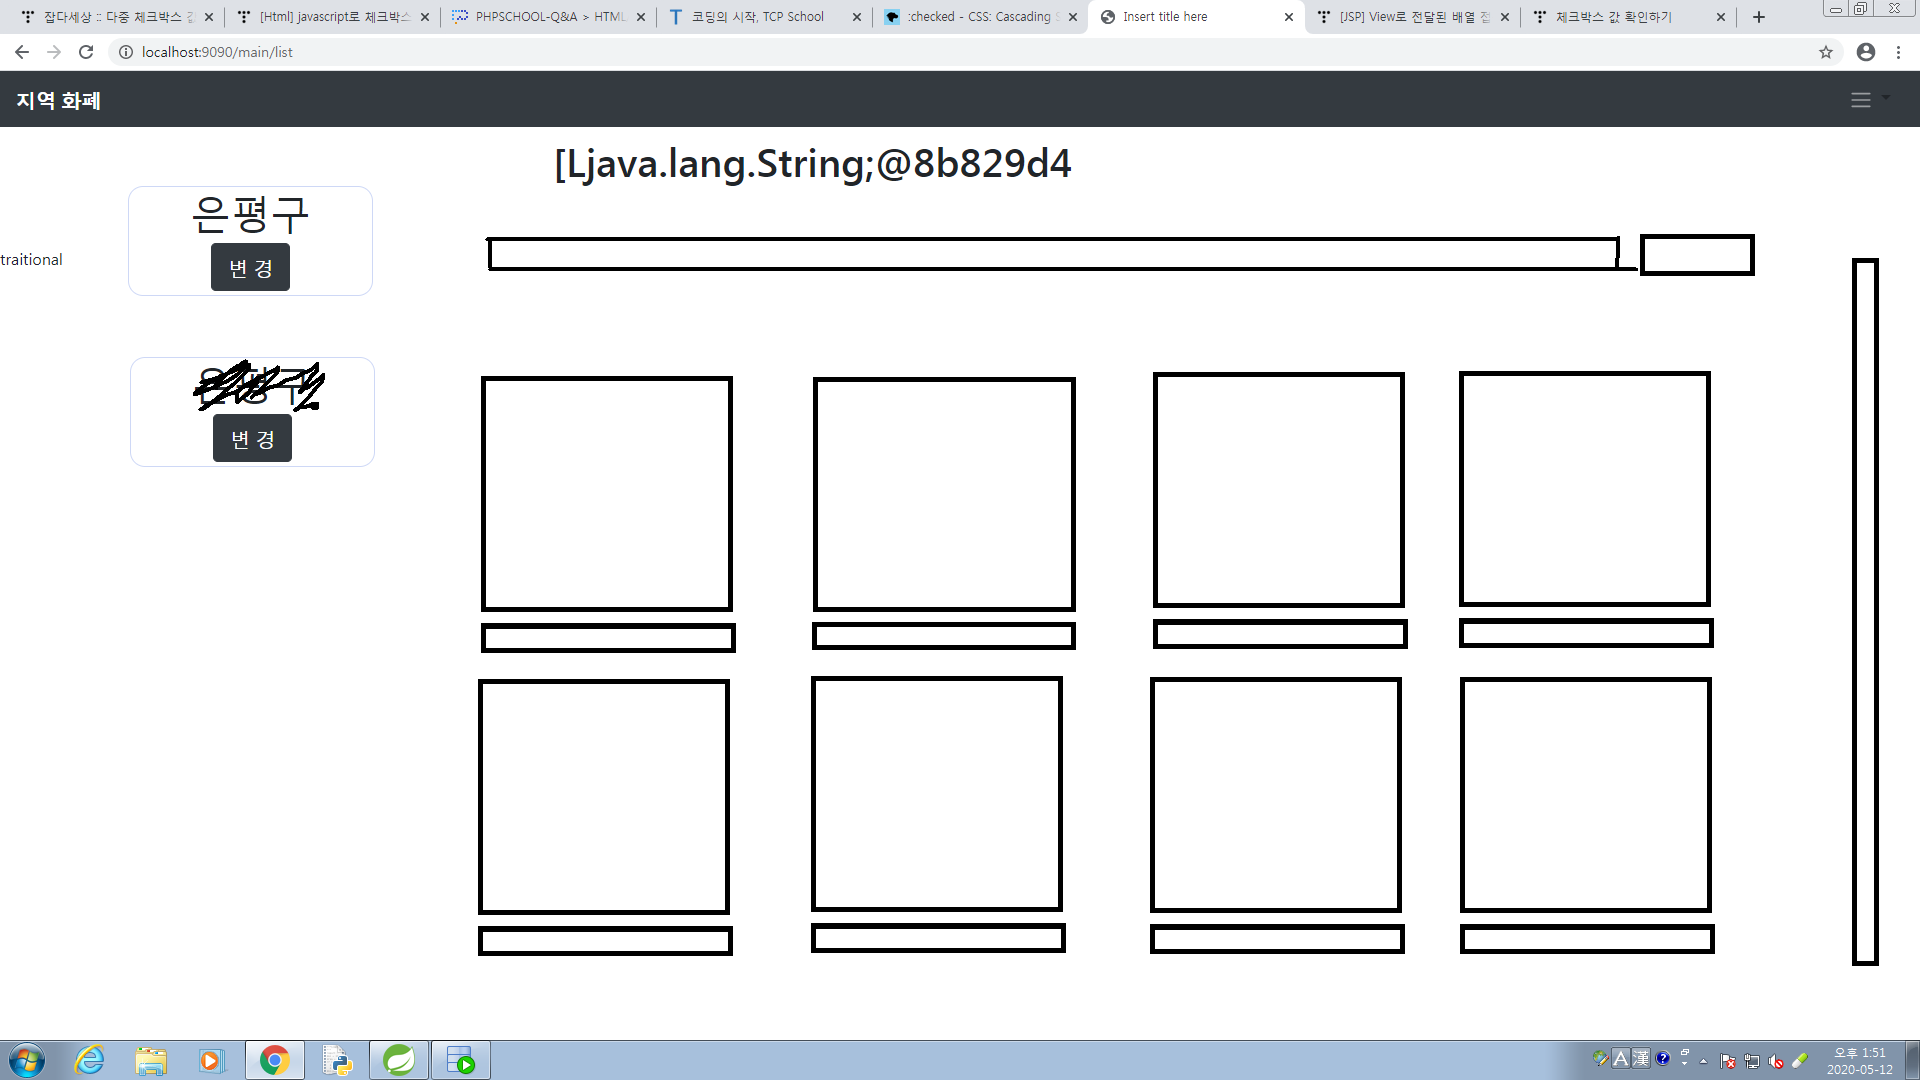 잡다세상 :: 다중 체크박스
[Html] javascript로 체크박스
PHPSCHOOL-Q&A > HTML
코딩의 시작, TCP School
:checked - CSS: Cascading
Insert title here
[JSP] View로 전달된 배열
체크박스 값 확인하기
localhost:9090/main/list
지역 화폐
[Ljava.lang.String;@8b829d4
은평구
변 경
traitional
은평구
변 경
A 漢
오후 1:51
2020-05-12